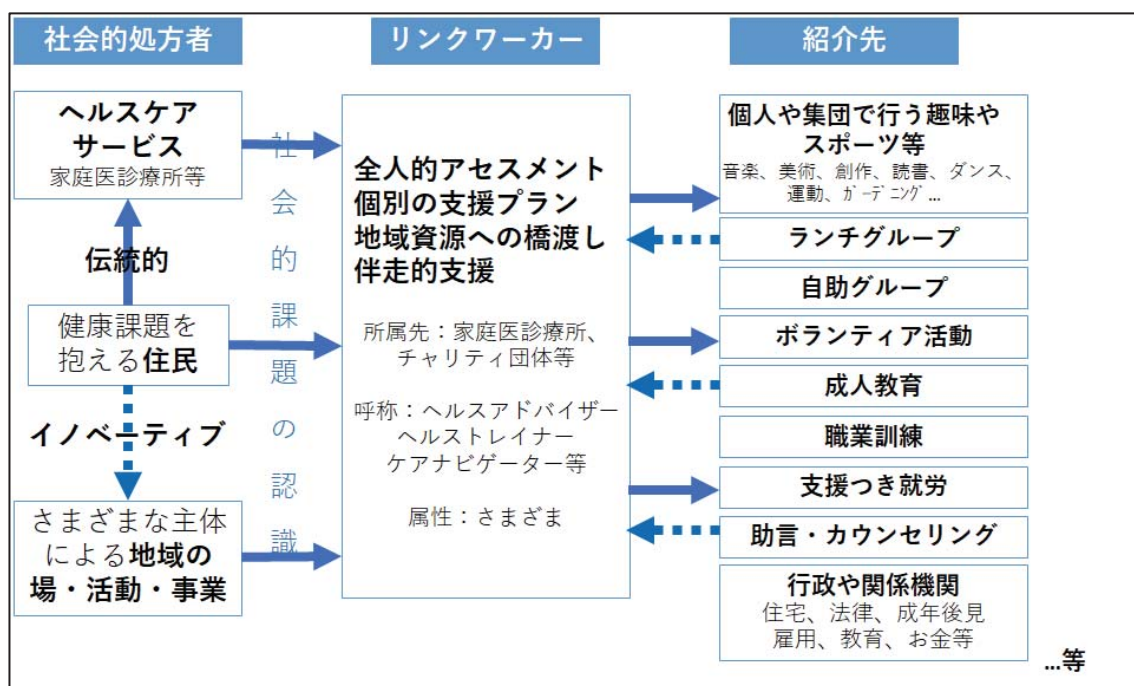 社会的処方者
リンクワーカー
紹介先
ヘルスケア
サービス
家庭医診療所等
伝統的
健康課題を
抱える住民
イノベーティブ
さまざまな主体
による地域の
場・活動・事業
社会的課題の認識
全人的アセスメント
個別の支援プラン
地域資源への橋渡し
伴走的支援
所属先：家庭医診療所、
チャリティ団体等
呼称：ヘルスアドバイザー
ヘルストレイナー
ケアナビゲーター等
属性：さまざま
個人や集団で行う趣味や
スポーツ等
音楽、美術、創作、読書、ダンス、
運動、ｶﾞｰﾃﾞﾆﾝｸﾞ…
ランチグループ
自助グループ
ボランティア活動
成人教育
職業訓練
支援つき就労
助言・カウンセリング
行政や関係機関
住宅、法律、成年後見
雇用、教育、お金等
…等